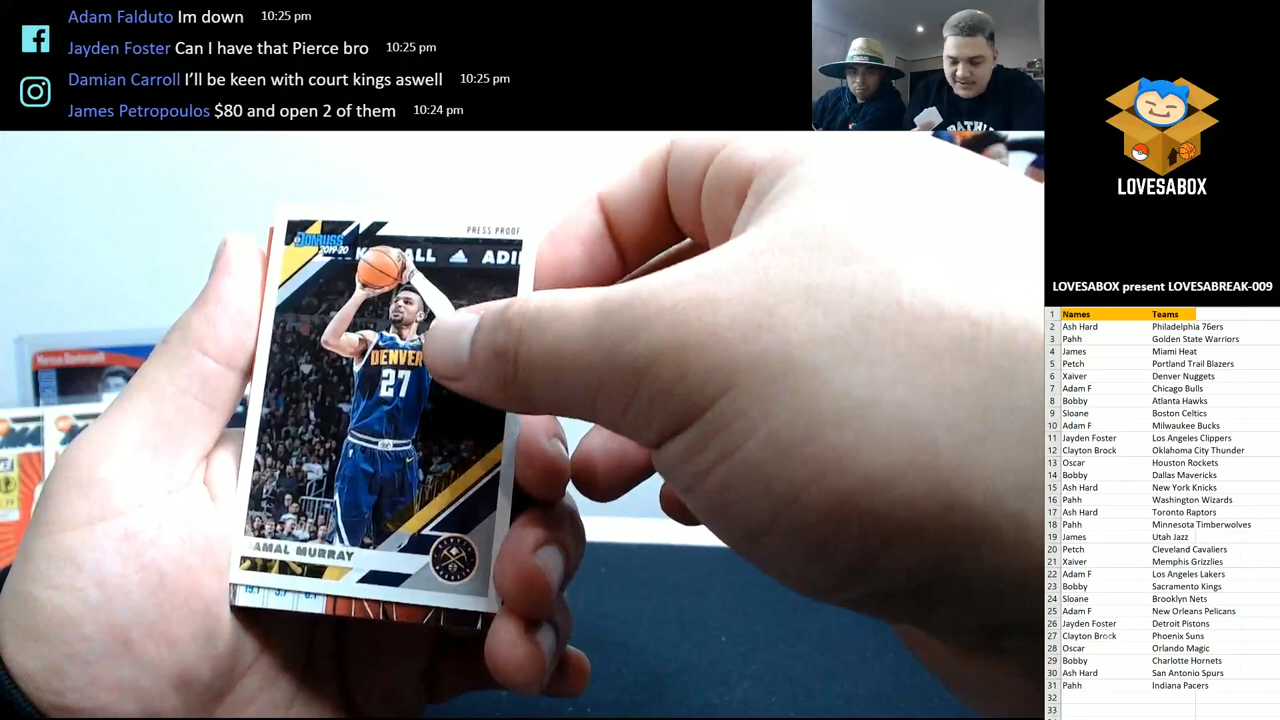 Adam Falduto Im down 10:25 pm
Jayden Foster Can I have that Pierce bro 10:25 pm
Damian Carroll I'll be keen with court kings aswell 10:25 pm
James Petropoulos $80 and open 2 of them 10:24 pm
LOVESABOX
LOVESABOX present LOVESABREAK-009
1 Names Teams
2 Ash Hard Philadelphia 76ers
3 Pahh Golden State Warriors
4 James Miami Heat
5 Petch Portland Trail Blazers
6 Xaiver Denver Nuggets
7 Adam F Chicago Bulls
8 Bobby Atlanta Hawks
9 Sloane Boston Celtics
10 Adam F Milwaukee Bucks
11 Jayden Foster Los Angeles Clippers
12 Clayton Brock Oklahoma City Thunder
13 Oscar Houston Rockets
14 Bobby Dallas Mavericks
15 Ash Hard New York Knicks
16 Pahh Washington Wizards
17 Ash Hard Toronto Raptors
18 Pahh Minnesota Timberwolves
19 James Utah Jazz
20 Petch Cleveland Cavaliers
21 Xaiver Memphis Grizzlies
22 Adam F Los Angeles Lakers
23 Bobby Sacramento Kings
24 Sloane Brooklyn Nets
25 Adam F New Orleans Pelicans
26 Jayden Foster Detroit Pistons
27 Clayton Brock Phoenix Suns
28 Oscar Orlando Magic
29 Bobby Charlotte Hornets
30 Ash Hard San Antonio Spurs
31 Pahh Indiana Pacers
32
33
PRESS PROOF
DONRUSS
2019-20
ALL ADI
DENVER
27
AMAL MURRAY